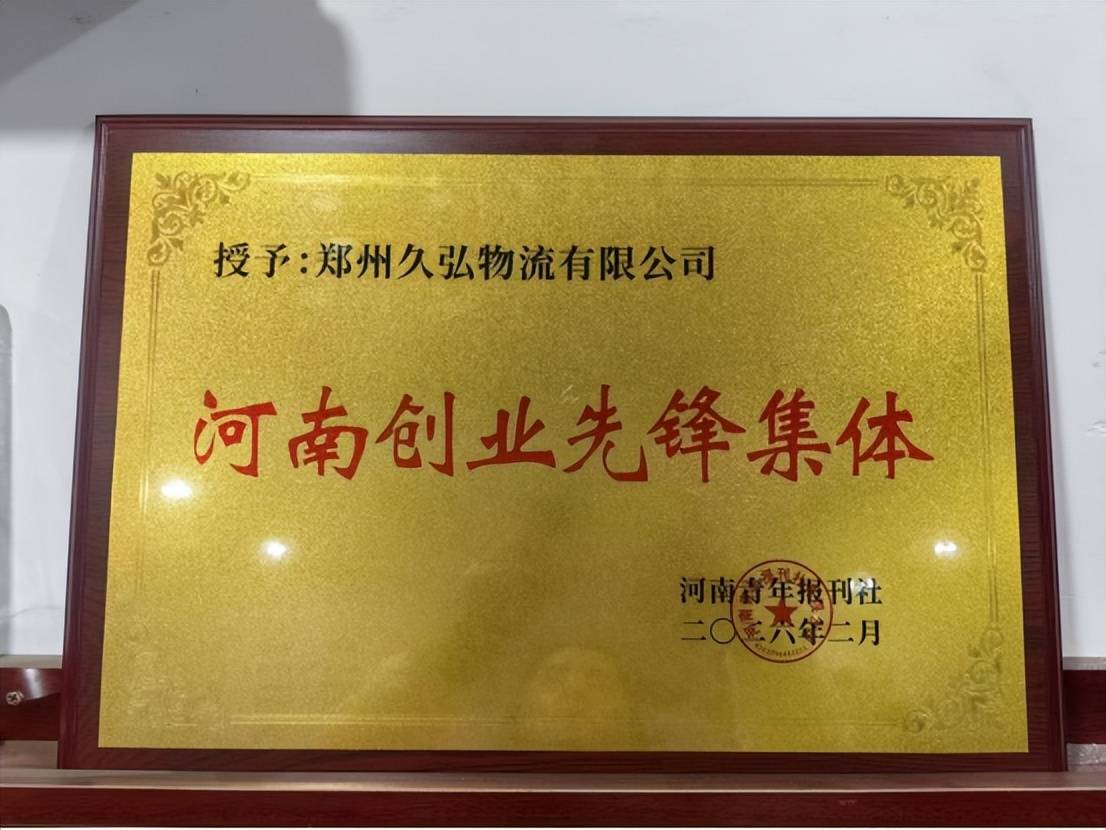 授予:郑州久弘物流有限公司
河南创业先锋集体
河南青年报刊社
二〇二六年二月